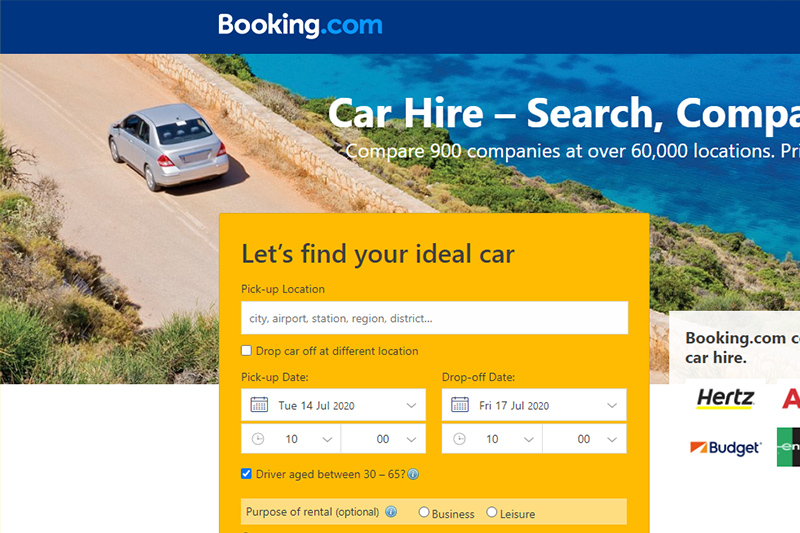 Booking.com
Car Hire – Search, Compa
Compare 900 companies at over 60,000 locations. Pri
Let’s find your ideal car
Pick-up Location
city, airport, station, region, district...
Drop car off at different location
Pick-up Date: Drop-off Date:
Tue 14 Jul 2020 Fri 17 Jul 2020
10 00 10 00
Driver aged between 30 – 65?
Purpose of rental (optional) Business Leisure
Booking.com co
car hire.
Hertz A
Budget en